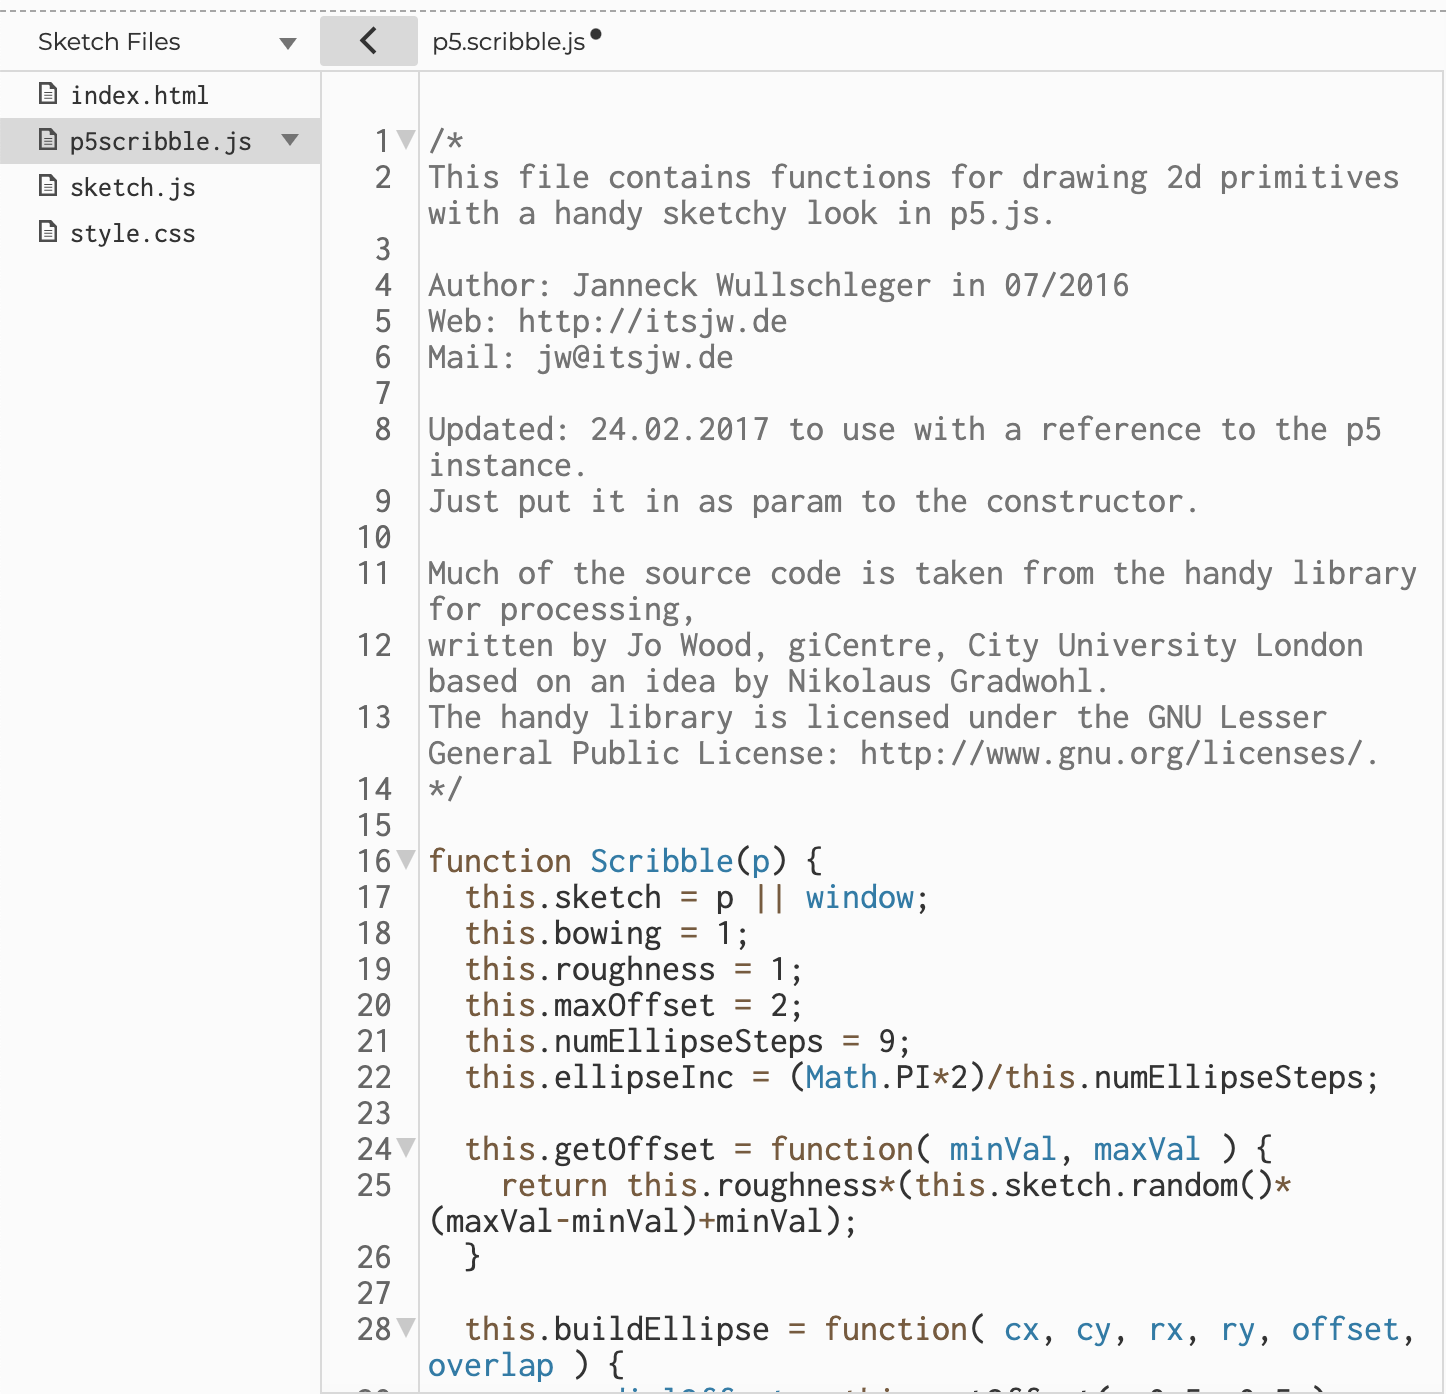 Sketch Files
p5.scribble.js
index.html
p5scribble.js
sketch.js
style.css
1 /*
2 This file contains functions for drawing 2d primitives
with a handy sketchy look in p5.js.
3
4 Author: Janneck Wullschleger in 07/2016
5 Web: http://itsjw.de
6 Mail: jw@itsjw.de
7
8 Updated: 24.02.2017 to use with a reference to the p5
instance.
9 Just put it in as param to the constructor.
10
11 Much of the source code is taken from the handy library
for processing,
12 written by Jo Wood, giCentre, City University London
based on an idea by Nikolaus Gradwohl.
13 The handy library is licensed under the GNU Lesser
General Public License: http://www.gnu.org/licenses/.
14 */
15
16 function Scribble(p) {
17 this.sketch = p || window;
18 this.bowing = 1;
19 this.roughness = 1;
20 this.maxOffset = 2;
21 this.numEllipseSteps = 9;
22 this.ellipseInc = (Math.PI*2)/this.numEllipseSteps;
23
24 this.getOffset = function( minVal, maxVal ) {
25 return this.roughness*(this.sketch.random()*
(maxVal-minVal)+minVal);
26 }
27
28 this.buildEllipse = function( cx, cy, rx, ry, offset,
overlap ) {